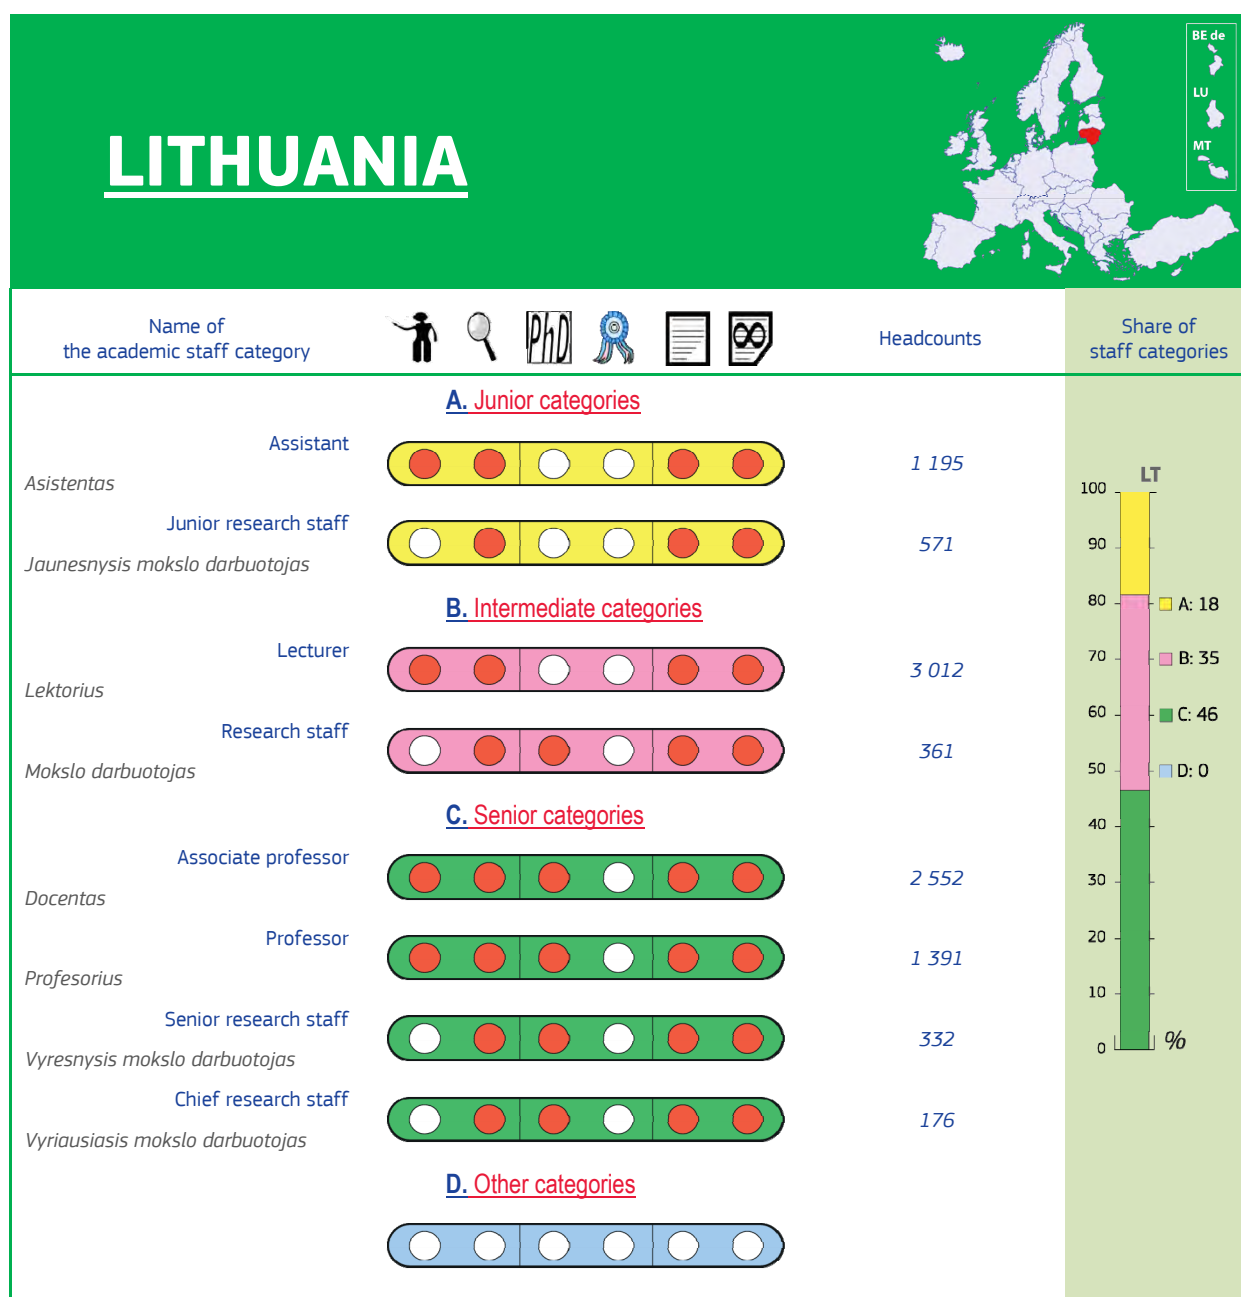 BE de
LU
MT
LITHUANIA
Name of
the academic staff category
PhD
Headcounts
Share of
staff categories
A. Junior categories
Assistant
Asistentas
1 195
Junior research staff
Jaunesnysis mokslo darbuotojas
571
B. Intermediate categories
Lecturer
Lektorius
3 012
Research staff
Mokslo darbuotojas
361
C. Senior categories
Associate professor
Docentas
2 552
Professor
Profesorius
1 391
Senior research staff
Vyresnysis mokslo darbuotojas
332
Chief research staff
Vyriausiasis mokslo darbuotojas
176
D. Other categories
LT
100
90
80
70
60
50
40
30
20
10
0
%
A: 18
B: 35
C: 46
D: 0